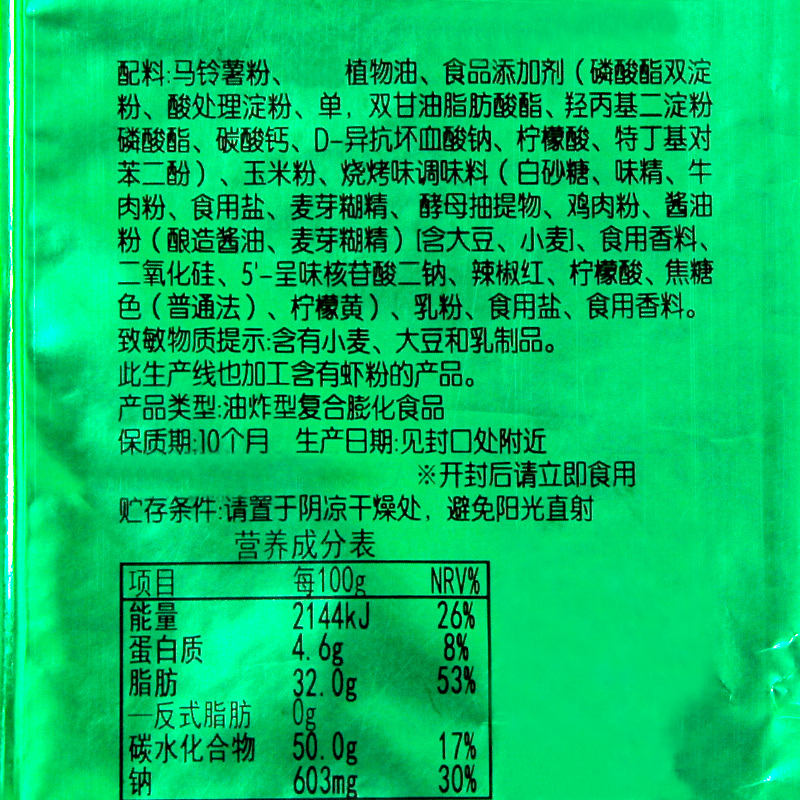 配料:马铃薯粉、 植物油、食品添加剂（磷酸酯双淀
粉、酸处理淀粉、单，双甘油脂肪酸酯、羟丙基二淀粉
磷酸酯、碳酸钙、D-异抗坏血酸钠、柠檬酸、特丁基对
苯二酚）、玉米粉、烧烤味调味料（白砂糖、味精、牛
肉粉、食用盐、麦芽糊精、酵母抽提物、鸡肉粉、酱油
粉（酿造酱油、麦芽糊精）[含大豆、小麦]、食用香料、
二氧化硅、5'-呈味核苷酸二钠、辣椒红、柠檬酸、焦糖
色（普通法）、柠檬黄）、乳粉、食用盐、食用香料。
致敏物质提示:含有小麦、大豆和乳制品。
此生产线也加工含有虾粉的产品。
产品类型:油炸型复合膨化食品
保质期:10个月 生产日期:见封口处附近
※开封后请立即食用
贮存条件:请置于阴凉干燥处，避免阳光直射
营养成分表
项目 每100g NRV%
能量 2144kJ 26%
蛋白质 4.6g 8%
脂肪 32.0g 53%
—反式脂肪 0g
碳水化合物 50.0g 17%
钠 603mg 30%